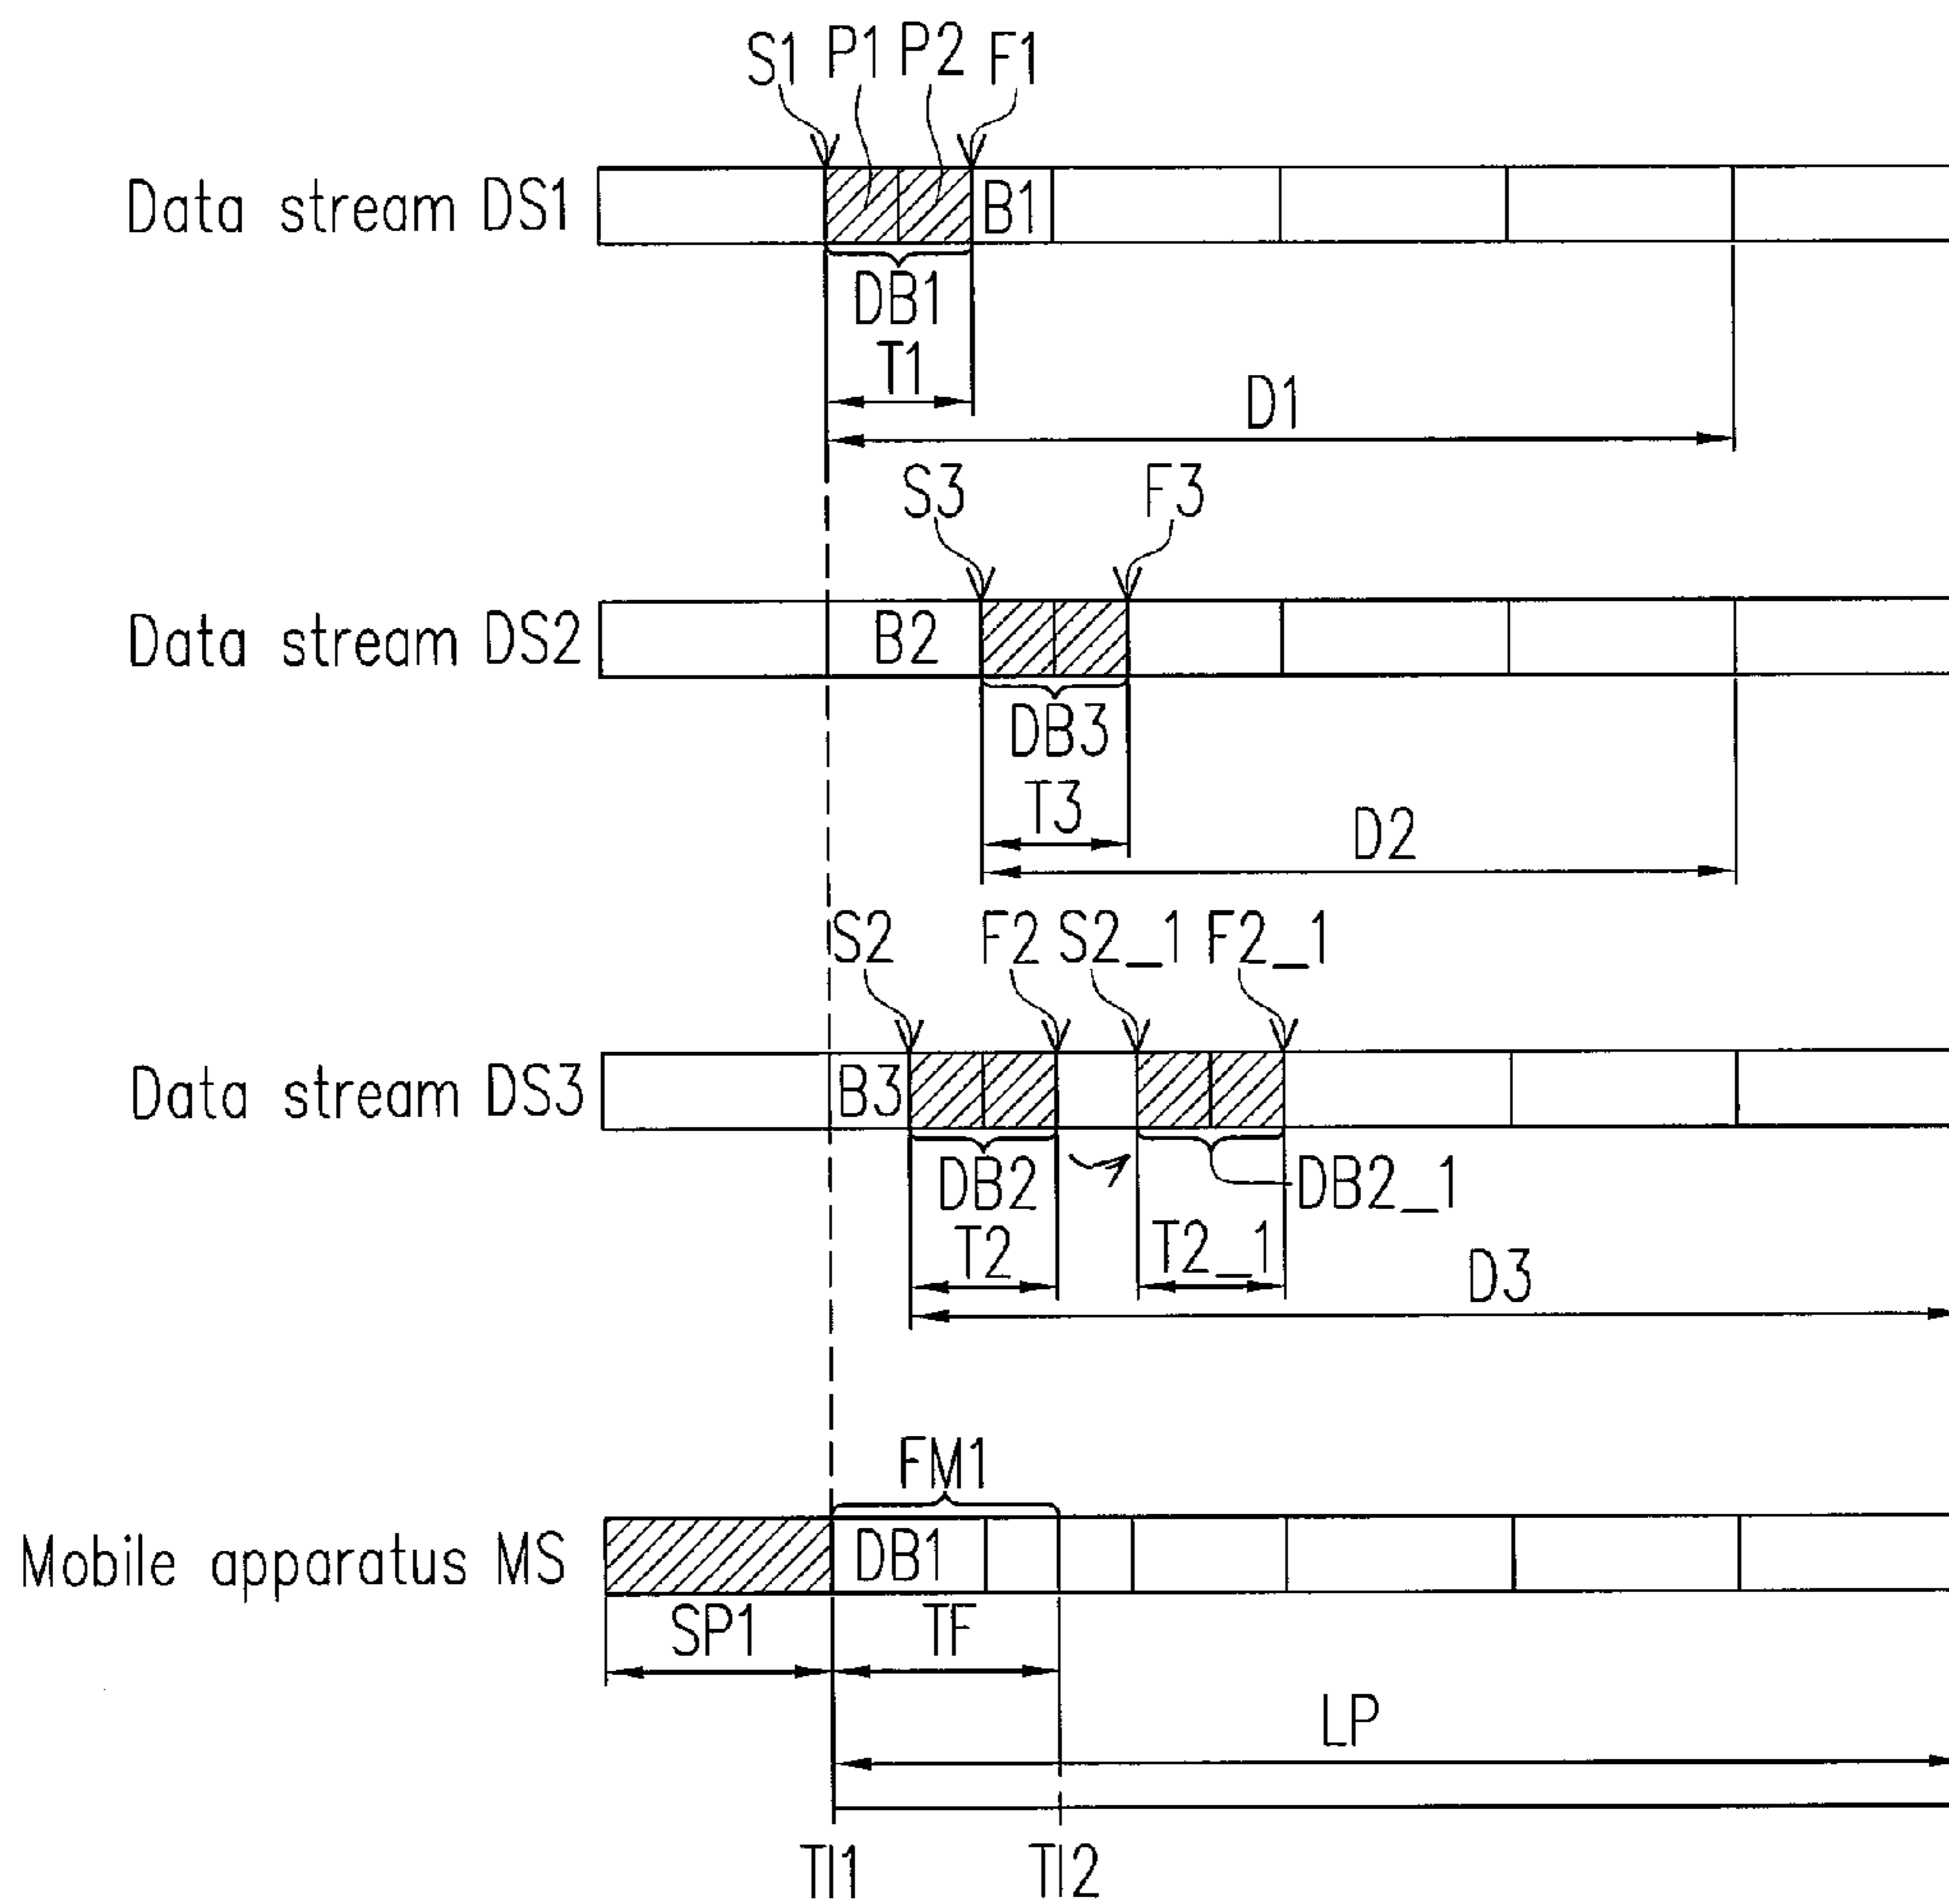 S1 P1 P2 F1
Data stream DS1 B1
DB1
T1
D1
S3 F3
Data stream DS2 B2
DB3
T3
D2
S2 F2 S2_1 F2_1
Data stream DS3 B3
DB2 DB2_1
T2 T2_1
D3
FM1
Mobile apparatus MS DB1
SP1 TF
LP
TI1 TI2